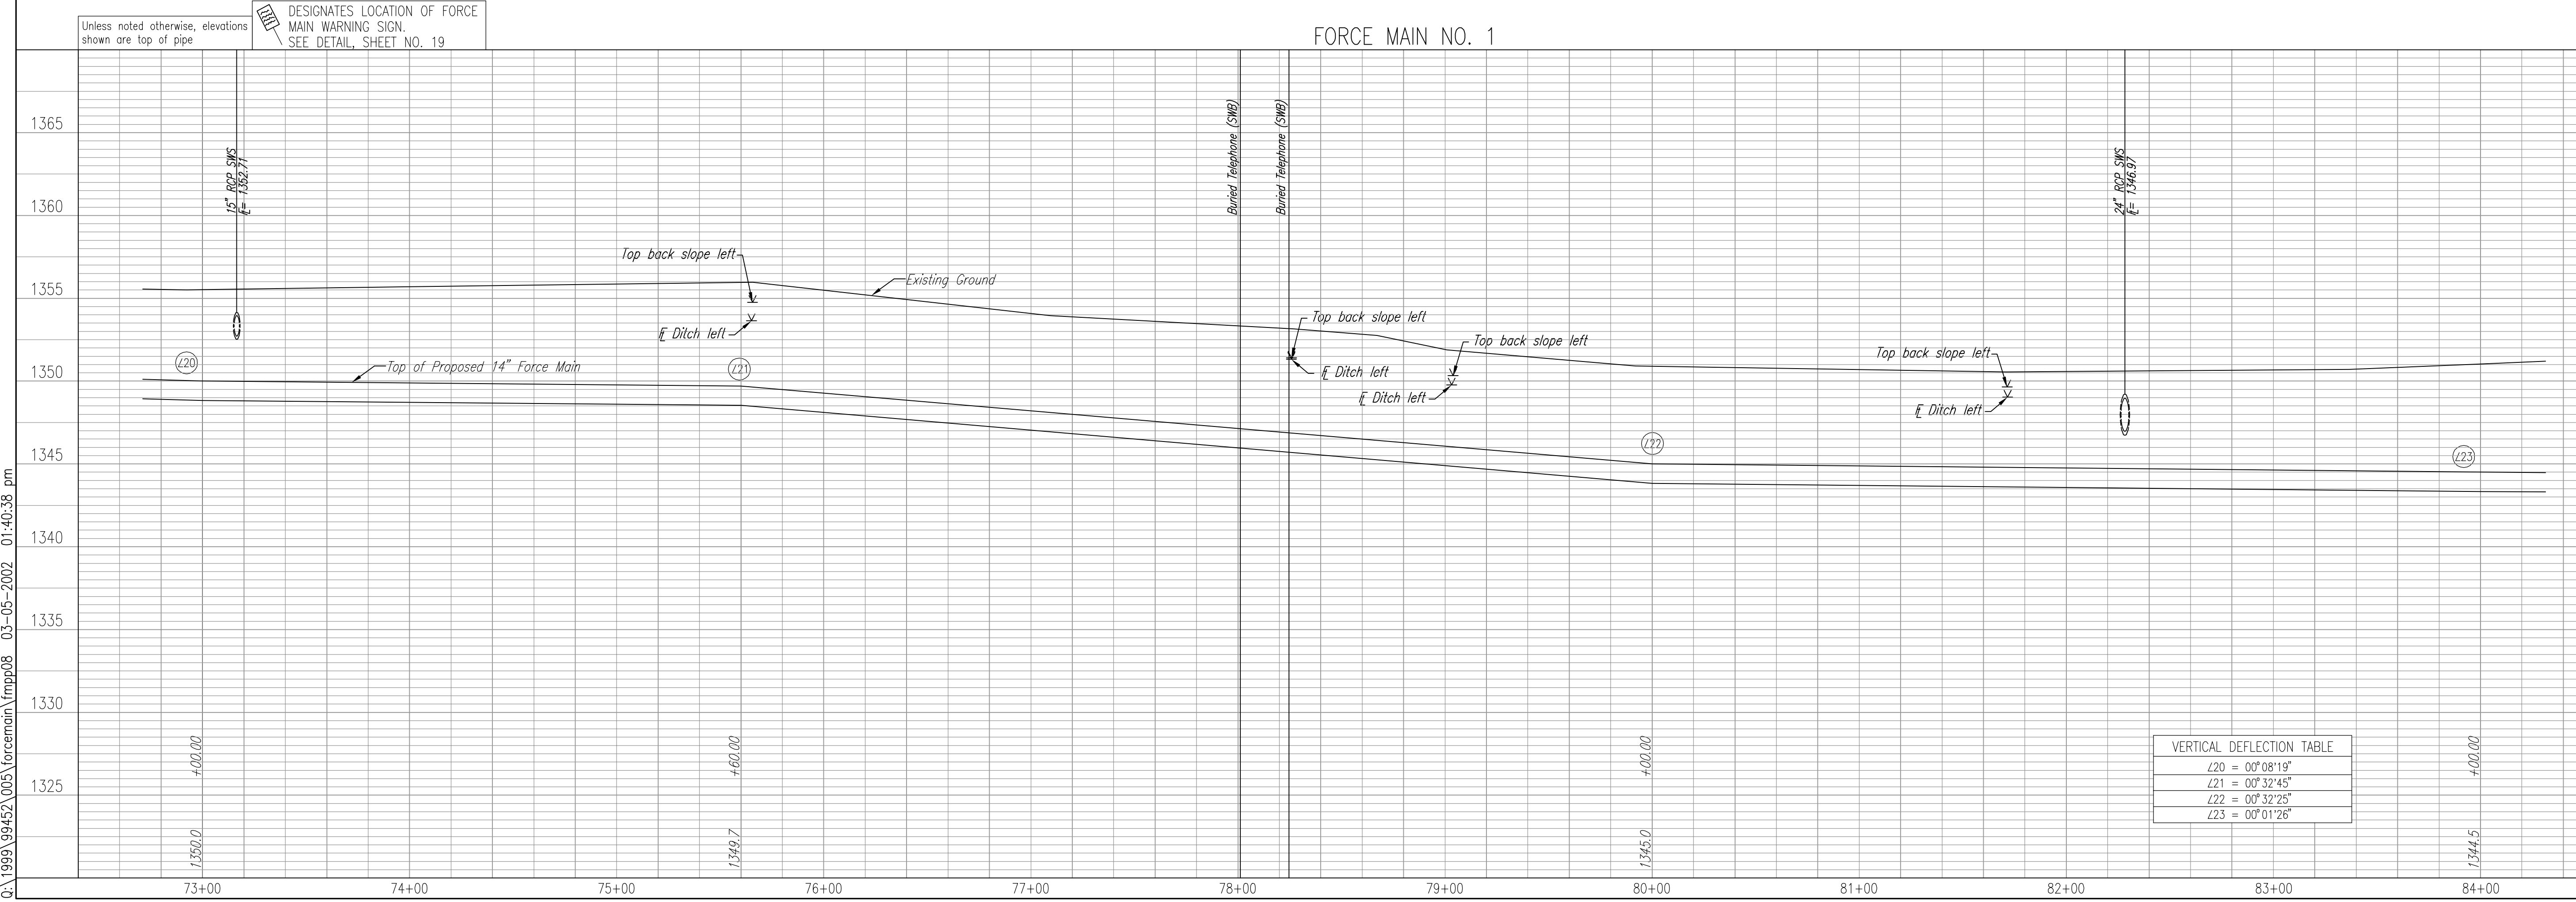 Unless noted otherwise, elevations
shown are top of pipe
DESIGNATES LOCATION OF FORCE
MAIN WARNING SIGN.
SEE DETAIL, SHEET NO. 19
FORCE MAIN NO. 1
1365
1360
1355
1350
1345
1340
1335
1330
1325
15" RCP SWS
℄= 1352.71
Buried Telephone (SWB)
Buried Telephone (SWB)
24" RCP SWS
℄= 1346.97
Top back slope left
Existing Ground
℄ Ditch left
Top back slope left
℄ Ditch left
Top back slope left
℄ Ditch left
Top back slope left
℄ Ditch left
∠20
Top of Proposed 14" Force Main
∠21
∠22
∠23
+00.00
+60.00
+00.00
+00.00
1350.0
1349.7
1345.0
1344.5
VERTICAL DEFLECTION TABLE
∠20 = 00°08'19"
∠21 = 00°32'45"
∠22 = 00°32'25"
∠23 = 00°01'26"
73+00
74+00
75+00
76+00
77+00
78+00
79+00
80+00
81+00
82+00
83+00
84+00
Q:\1999\99452\005\forcemain\fmpp08 03-05-2002 01:40:38 pm